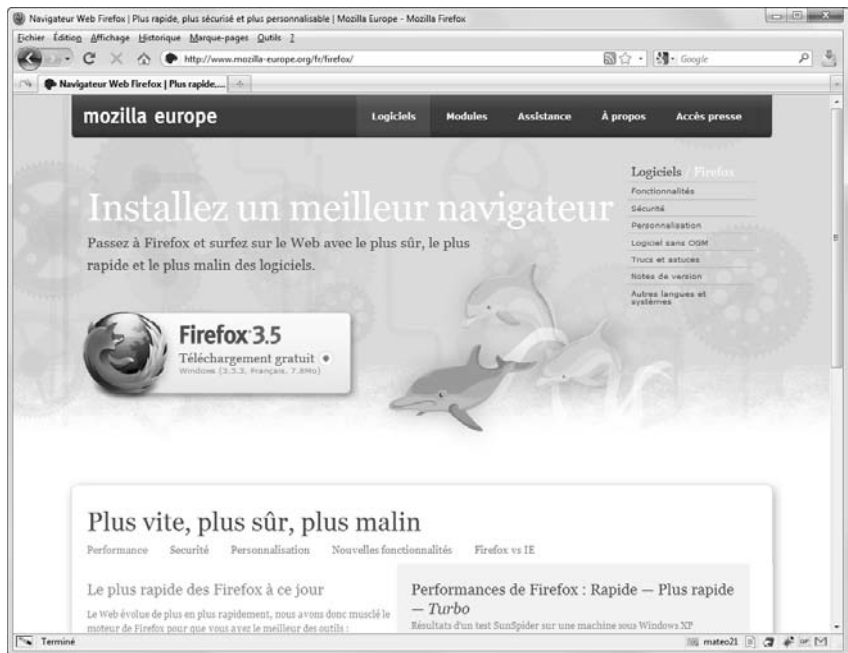 Navigateur Web Firefox | Plus rapide, plus sécurisé et plus personnalisable | Mozilla Europe - Mozilla Firefox
Fichier Édition Affichage Historique Marque-pages Outils ?
http://www.mozilla-europe.org/fr/firefox/
Google
Navigateur Web Firefox | Plus rapide,...
mozilla europe
Logiciels Modules Assistance À propos Accès presse
Logiciels / Firefox
Fonctionnalités
Sécurité
Personnalisation
Logiciel sans OGM
Trucs et astuces
Notes de version
Autres langues et
systèmes
Installez un meilleur navigateur
Passez à Firefox et surfez sur le Web avec le plus sûr, le plus
rapide et le plus malin des logiciels.
Firefox 3.5
Téléchargement gratuit
Windows (3.5.3, Français, 7.8Mo)
Plus vite, plus sûr, plus malin
Performance Securité Personnalisation Nouvelles fonctionnalités Firefox vs IE
Le plus rapide des Firefox à ce jour
Le Web évolue de plus en plus rapidement, nous avons donc musclé le
moteur de Firefox pour que vous ayez le meilleur des outils :
Performances de Firefox : Rapide — Plus rapide
— Turbo
Résultats d'un test SunSpider sur une machine sous Windows XP
Terminé
mateo21